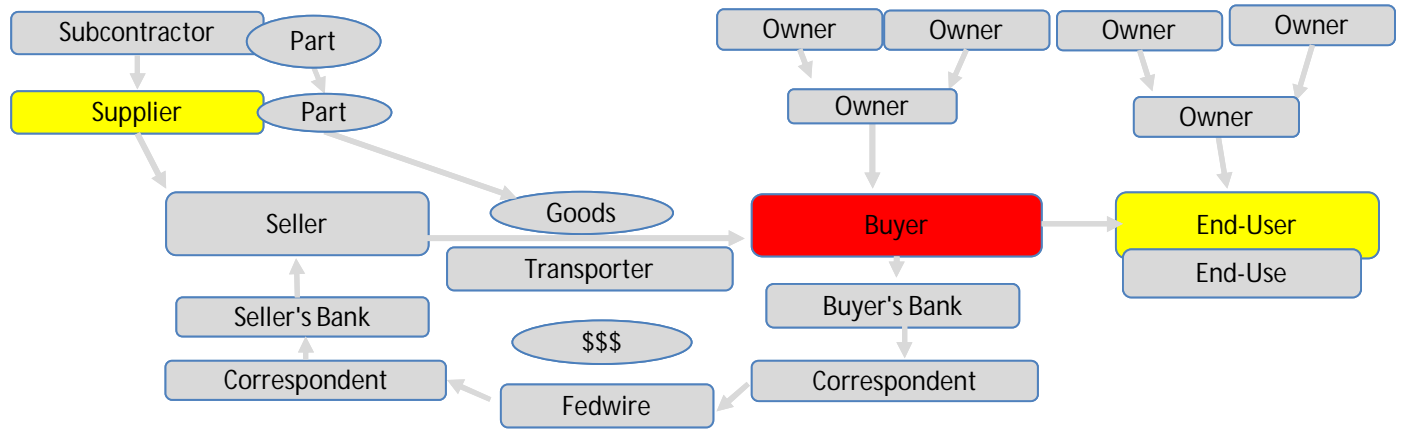 Subcontractor
Part
Owner
Owner
Owner
Owner
Supplier
Part
Owner
Owner
Seller
Goods
Buyer
End-User
Transporter
End-Use
Seller's Bank
Buyer's Bank
$$$
Correspondent
Correspondent
Fedwire